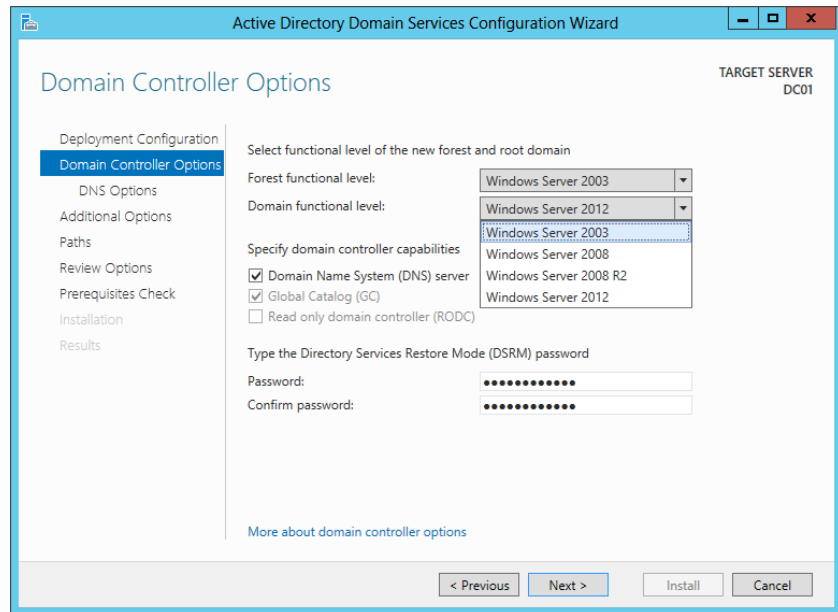 Active Directory Domain Services Configuration Wizard
Domain Controller Options
TARGET SERVER
DC01
Deployment Configuration
Domain Controller Options
DNS Options
Additional Options
Paths
Review Options
Prerequisites Check
Installation
Results
Select functional level of the new forest and root domain
Forest functional level: Windows Server 2003
Domain functional level: Windows Server 2012
Windows Server 2003
Windows Server 2008
Windows Server 2008 R2
Windows Server 2012
Specify domain controller capabilities
Domain Name System (DNS) server
Global Catalog (GC)
Read only domain controller (RODC)
Type the Directory Services Restore Mode (DSRM) password
Password: ●●●●●●●●●●●●
Confirm password: ●●●●●●●●●●●●
More about domain controller options
< Previous Next > Install Cancel